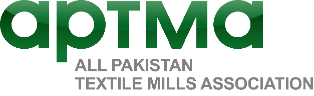 aptma
ALL PAKISTAN
TEXTILE MILLS ASSOCIATION